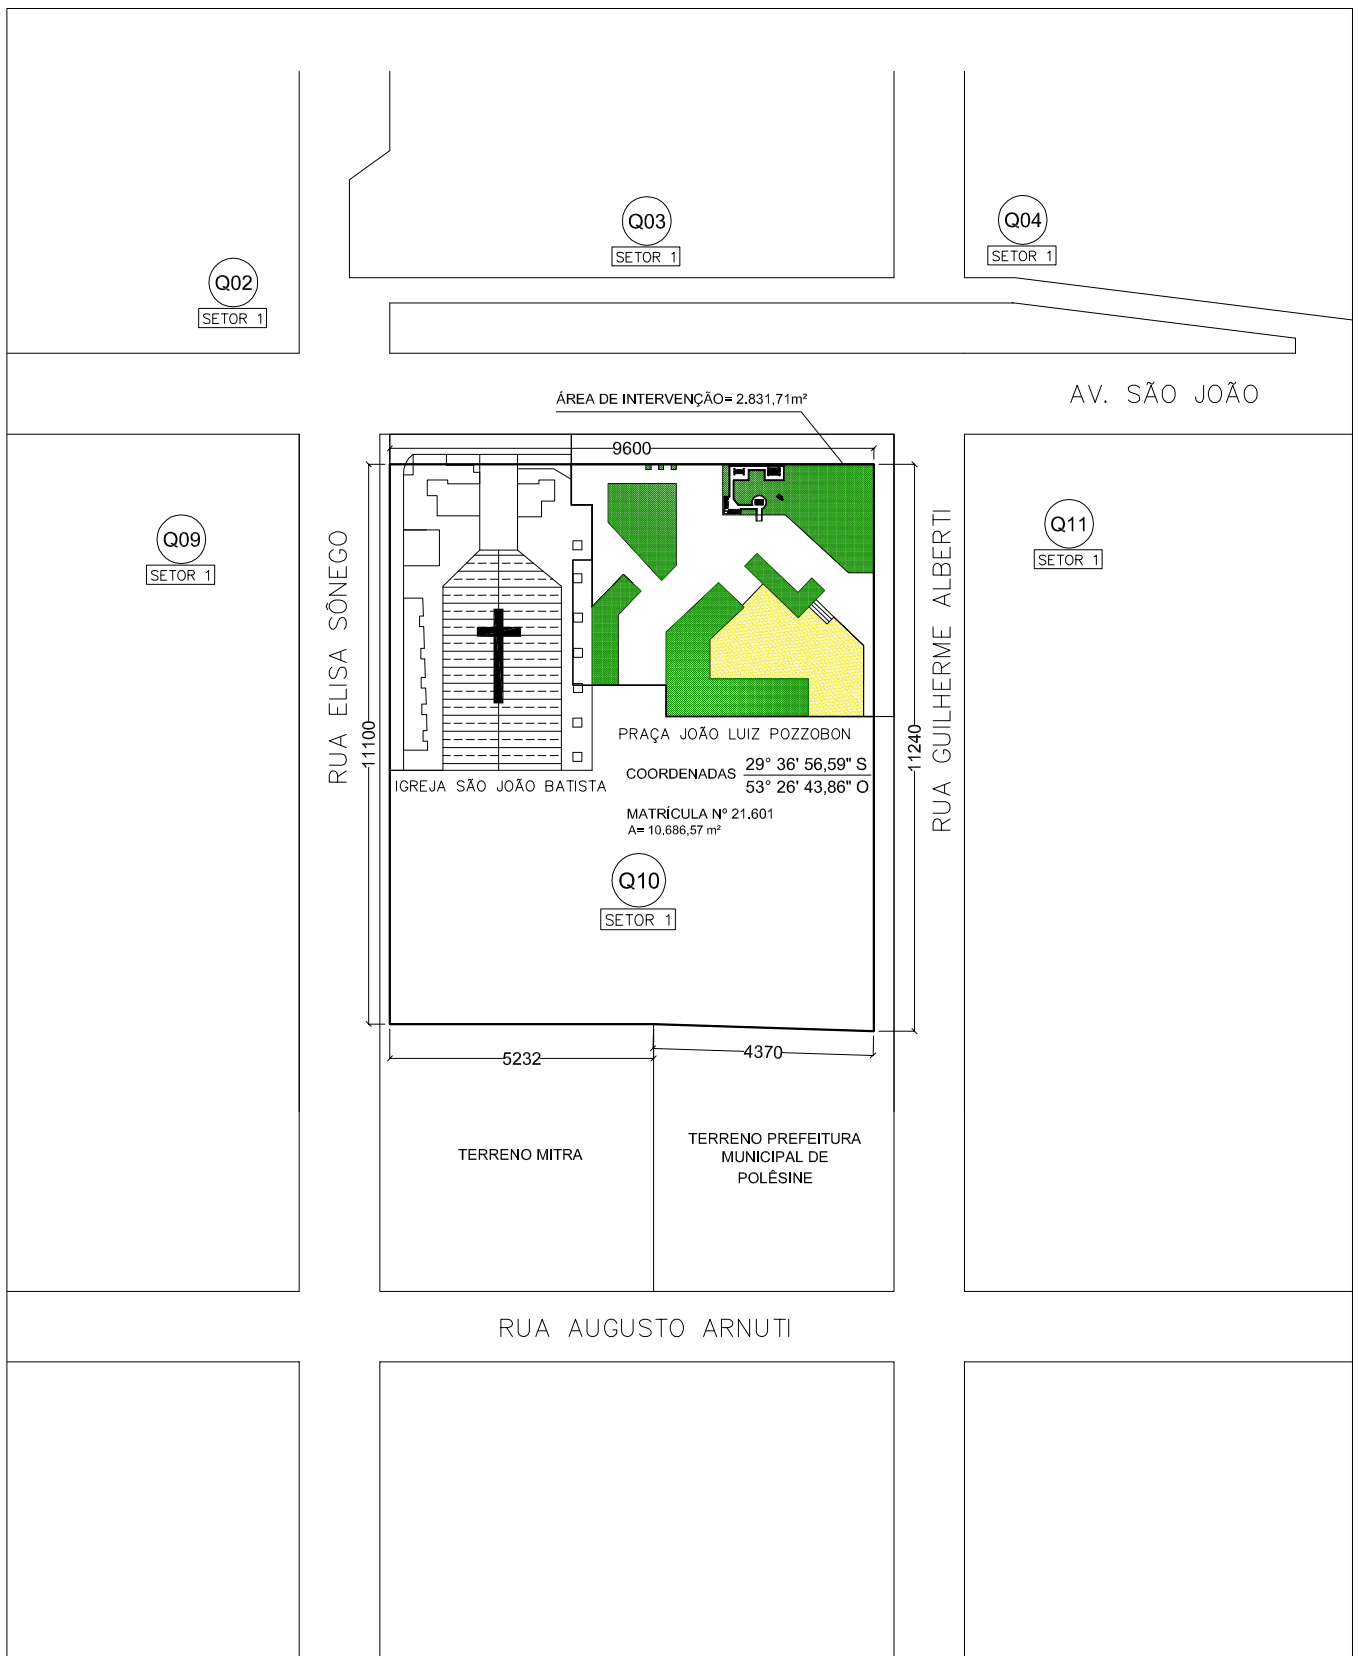 Q03
SETOR 1
Q04
SETOR 1
Q02
SETOR 1
AV. SÃO JOÃO
ÁREA DE INTERVENÇÃO= 2.831,71m²
9600
Q09
SETOR 1
RUA ELISA SÔNEGO
11100
Q11
SETOR 1
RUA GUILHERME ALBERTI
11240
PRAÇA JOÃO LUIZ POZZOBON
IGREJA SÃO JOÃO BATISTA
COORDENADAS
29° 36' 56,59" S
53° 26' 43,86" O
MATRÍCULA Nº 21.601
A= 10.686,57 m²
Q10
SETOR 1
5232
4370
TERRENO MITRA
TERRENO PREFEITURA
MUNICIPAL DE
POLÊSINE
RUA AUGUSTO ARNUTI